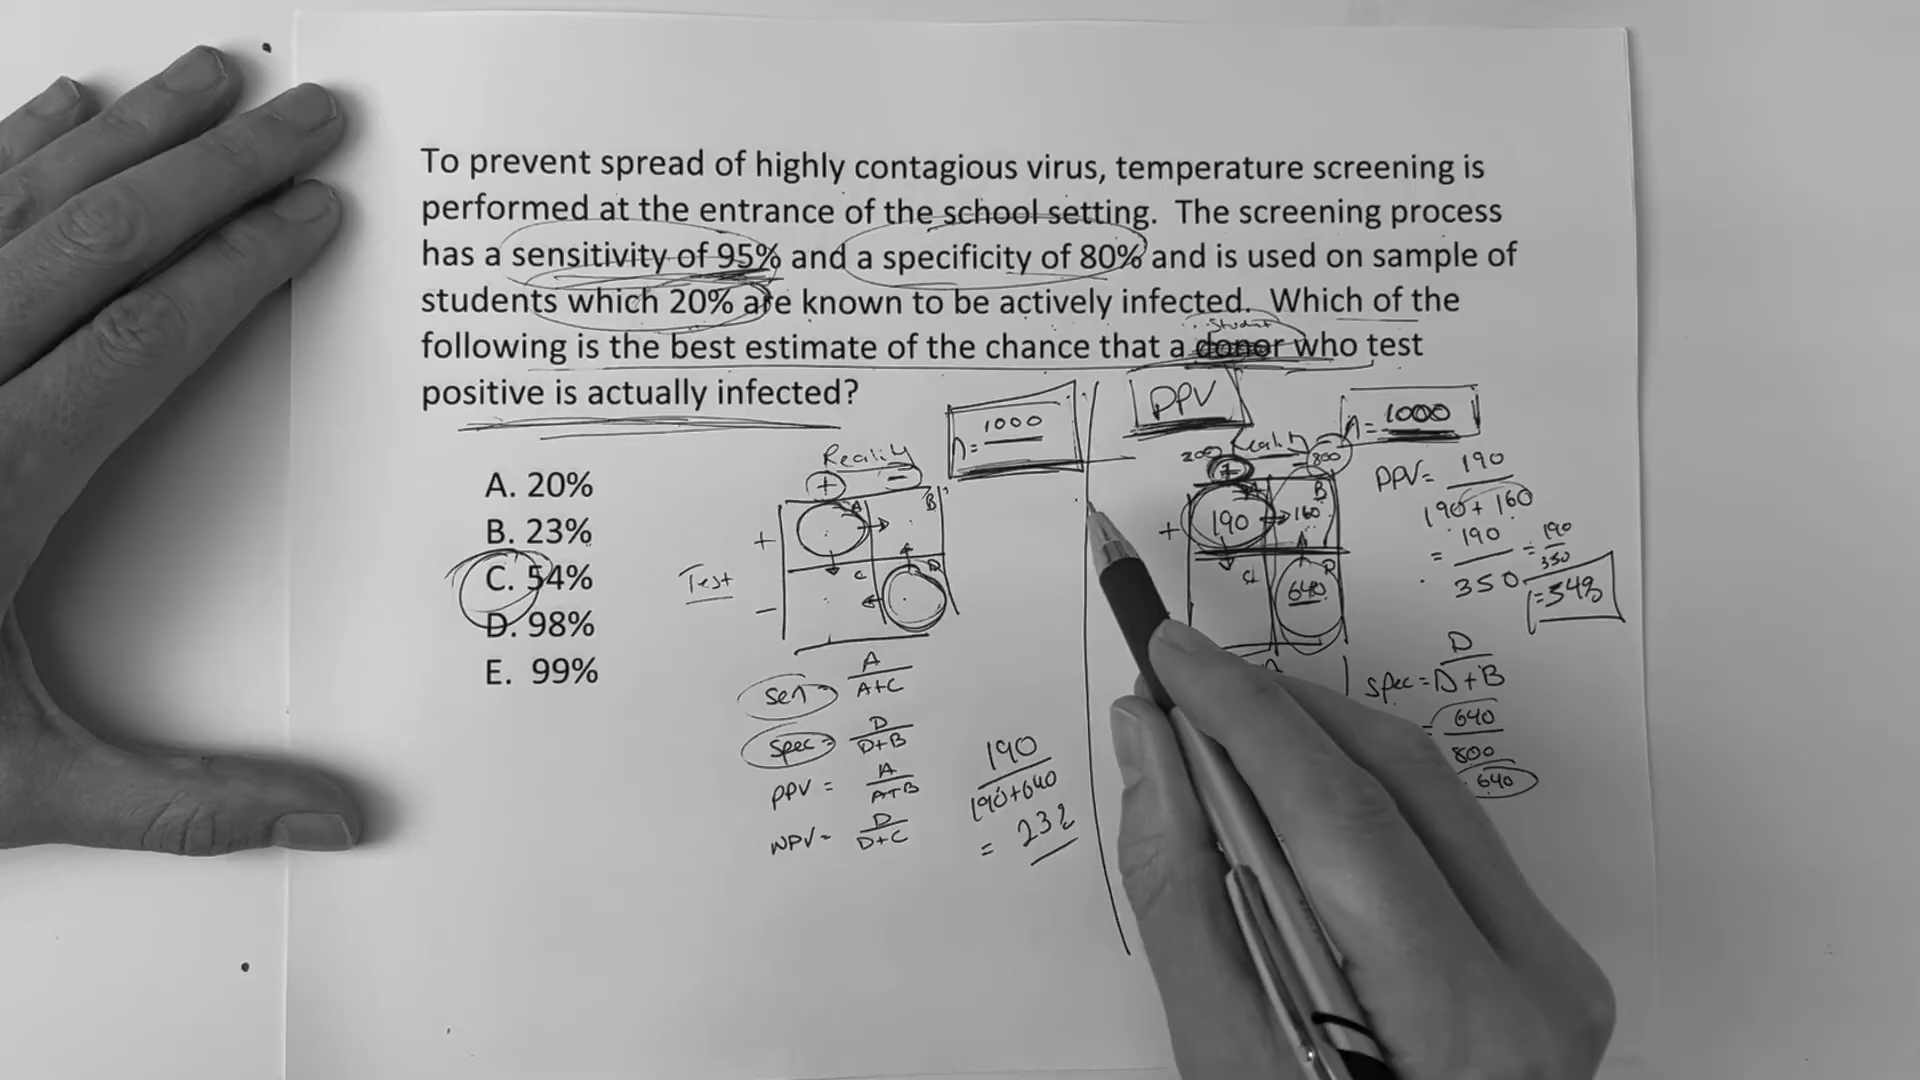 To prevent spread of highly contagious virus, temperature screening is
performed at the entrance of the school setting. The screening process
has a sensitivity of 95% and a specificity of 80% and is used on sample of
students which 20% are known to be actively infected. Which of the
student
following is the best estimate of the chance that a donor who test
positive is actually infected?
A. 20%
B. 23%
C. 54%
D. 98%
E. 99%
n = 1000
Reality
+ -
A B
+
Test
C D
-
sen = A
A+C
spec = D
D+B
PPV = A
A+B
NPV = D
D+C
190
190+640
= 23%
PPV
n = 1000
200 Reality 800
+ -
A B
+ 190 160
C D
640
PPV = 190
190+160
= 190 = 190
350 350
= 54%
spec = D
D+B
= 640
800
640